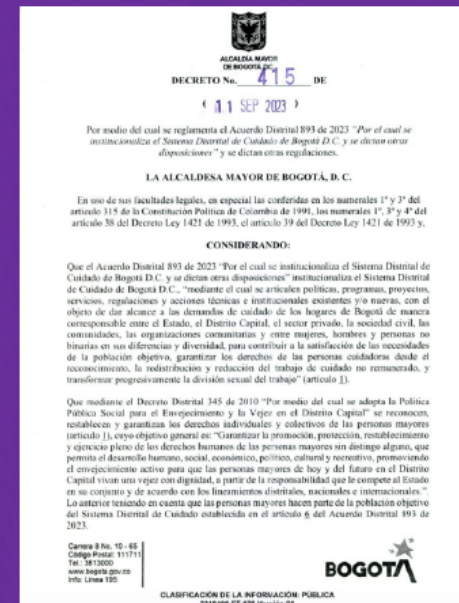 ALCALDÍA MAYOR
DE BOGOTÁ D.C.
DECRETO No. 415 DE
( 11 SEP 2023 )
Por medio del cual se reglamenta el Acuerdo Distrital 893 de 2023 "Por el cual se
institucionaliza el Sistema Distrital de Cuidado de Bogotá D.C. y se dictan otras
disposiciones" y se dictan otras regulaciones.
LA ALCALDESA MAYOR DE BOGOTÁ, D. C.
En uso de sus facultades legales, en especial las conferidas en los numerales 1º y 3º del
artículo 315 de la Constitución Política de Colombia de 1991, los numerales 1º, 3º y 4º del
artículo 38 del Decreto Ley 1421 de 1993, el artículo 39 del Decreto Ley 1421 de 1993 y,
CONSIDERANDO:
Que el Acuerdo Distrital 893 de 2023 "Por el cual se institucionaliza el Sistema Distrital de
Cuidado de Bogotá D.C. y se dictan otras disposiciones" institucionaliza el Sistema Distrital
de Cuidado de Bogotá D.C., "mediante el cual se articulen políticas, programas, proyectos,
servicios, regulaciones y acciones técnicas e institucionales existentes y/o nuevas, con el
objeto de dar alcance a las demandas de cuidado de los hogares de Bogotá de manera
corresponsable entre el Estado, el Distrito Capital, el sector privado, la sociedad civil, las
comunidades, las organizaciones comunitarias y entre mujeres, hombres y personas no
binarias en sus diferencias y diversidad, para contribuir a la satisfacción de las necesidades
de la población objetivo, garantizar los derechos de las personas cuidadoras desde el
reconocimiento, la redistribución y reducción del trabajo de cuidado no remunerado, y
transformar progresivamente la división sexual del trabajo" (artículo 1).
Que mediante el Decreto Distrital 345 de 2010 "Por medio del cual se adopta la Política
Pública Social para el Envejecimiento y la Vejez en el Distrito Capital" se reconocen,
restablecen y garantizan los derechos individuales y colectivos de las personas mayores
(artículo 1), cuyo objetivo general es: "Garantizar la promoción, protección, restablecimiento
y ejercicio pleno de los derechos humanos de las personas mayores sin distingo alguno, que
permita el desarrollo humano, social, económico, político, cultural y recreativo, promoviendo
el envejecimiento activo para que las personas mayores de hoy y del futuro en el Distrito
Capital vivan una vejez con dignidad, a partir de la responsabilidad que le compete al Estado
en su conjunto y de acuerdo con los lineamientos distritales, nacionales e internacionales.".
Lo anterior teniendo en cuenta que las personas mayores hacen parte de la población objetivo
del Sistema Distrital de Cuidado establecida en el artículo 6 del Acuerdo Distrital 893 de
2023.
Carrera 8 No. 10 - 65
Código Postal: 111711
Tel.: 3813000
www.bogota.gov.co
Info: Línea 195
BOGOTÁ
CLASIFICACIÓN DE LA INFORMACIÓN: PÚBLICA